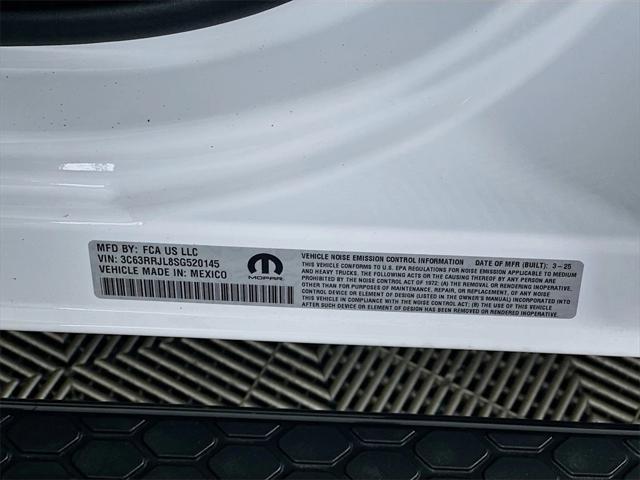 MFD BY: FCA US LLC
VIN: 3C63RRJL8SG520145
VEHICLE MADE IN: MEXICO
MOPAR
VEHICLE NOISE EMISSION CONTROL INFORMATION DATE OF MFR (BUILT): 3-25
THIS VEHICLE CONFORMS TO U.S. EPA REGULATIONS FOR NOISE EMISSION APPLICABLE TO MEDIUM
AND HEAVY TRUCKS. THE FOLLOWING ACTS OR THE CAUSING THEREOF BY ANY PERSON ARE
PROHIBITED BY THE NOISE CONTROL ACT OF 1972: (A) THE REMOVAL OR RENDERING INOPERATIVE,
OTHER THAN FOR PURPOSES OF MAINTENANCE, REPAIR, OR REPLACEMENT, OF ANY NOISE
CONTROL DEVICE OR ELEMENT OF DESIGN (LISTED IN THE OWNER'S MANUAL) INCORPORATED INTO
THIS VEHICLE IN COMPLIANCE WITH THE NOISE CONTROL ACT; (B) THE USE OF THIS VEHICLE
AFTER SUCH DEVICE OR ELEMENT OF DESIGN HAS BEEN REMOVED OR RENDERED INOPERATIVE.